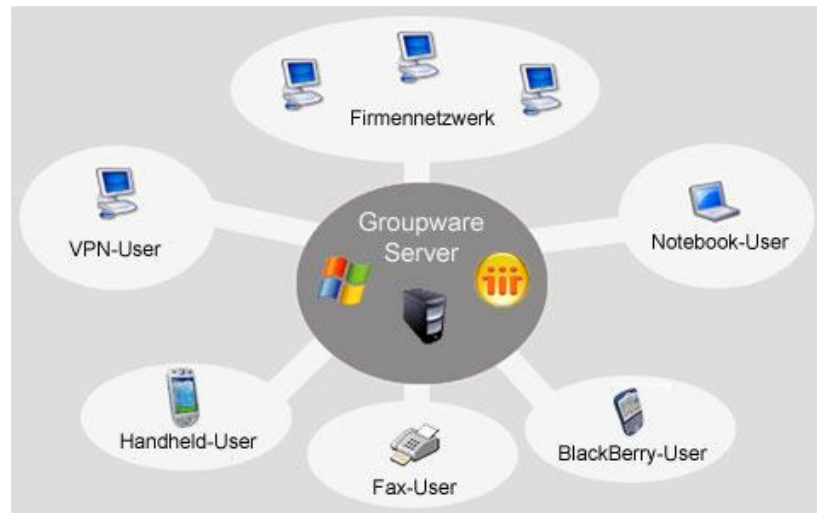 Firmennetzwerk
VPN-User
Groupware
Server
Notebook-User
Handheld-User
Fax-User
BlackBerry-User